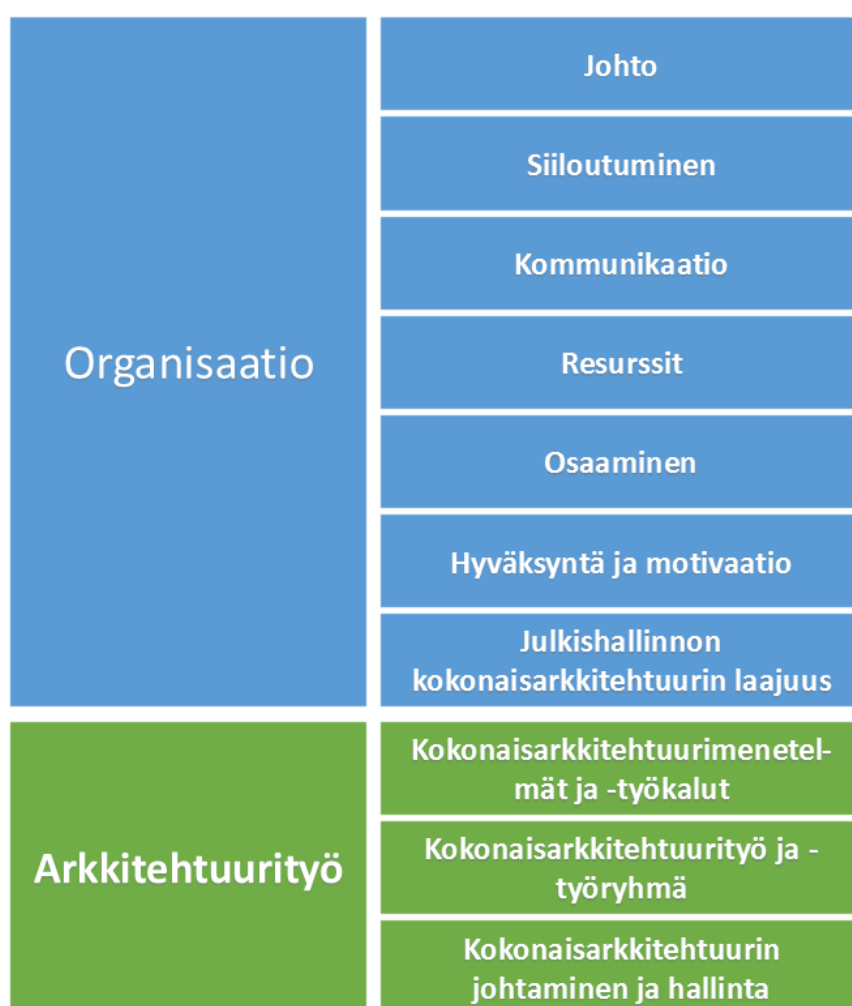 Organisaatio
Johto
Siiloutuminen
Kommunikaatio
Resurssit
Osaaminen
Hyväksyntä ja motivaatio
Julkishallinnon
kokonaisarkkitehtuurin laajuus
Arkkitehtuurityö
Kokonaisarkkitehtuurimenetel-
mät ja -työkalut
Kokonaisarkkitehtuurityö ja -
työryhmä
Kokonaisarkkitehtuurin
johtaminen ja hallinta